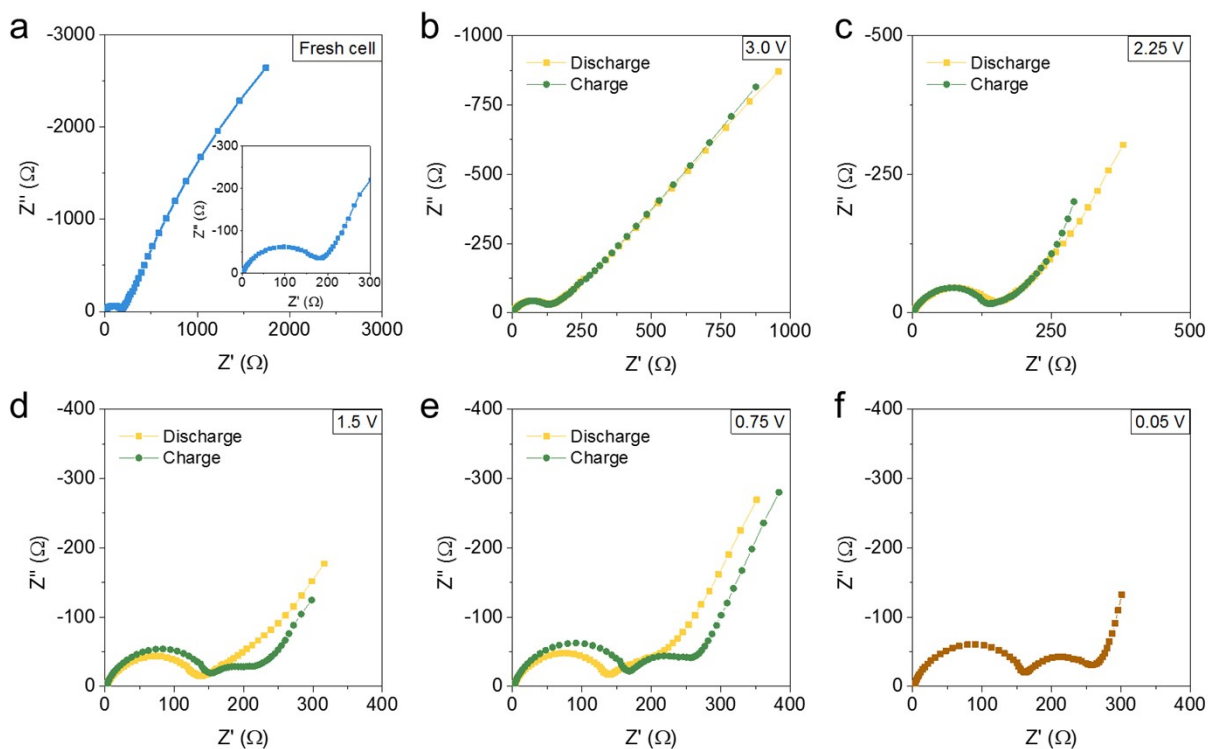 a
Fresh cell
-3000
-2000
-1000
0
0 1000 2000 3000
Z'' (Ω)
Z' (Ω)
-300
-200
-100
0
0 100 200 300
Z'' (Ω)
Z' (Ω)
b
3.0 V
Discharge
Charge
-1000
-750
-500
-250
0
0 250 500 750 1000
Z'' (Ω)
Z' (Ω)
c
2.25 V
Discharge
Charge
-500
-250
0
0 250 500
Z'' (Ω)
Z' (Ω)
d
1.5 V
Discharge
Charge
-400
-300
-200
-100
0
0 100 200 300 400
Z'' (Ω)
Z' (Ω)
e
0.75 V
Discharge
Charge
-400
-300
-200
-100
0
0 100 200 300 400
Z'' (Ω)
Z' (Ω)
f
0.05 V
-400
-300
-200
-100
0
0 100 200 300 400
Z'' (Ω)
Z' (Ω)